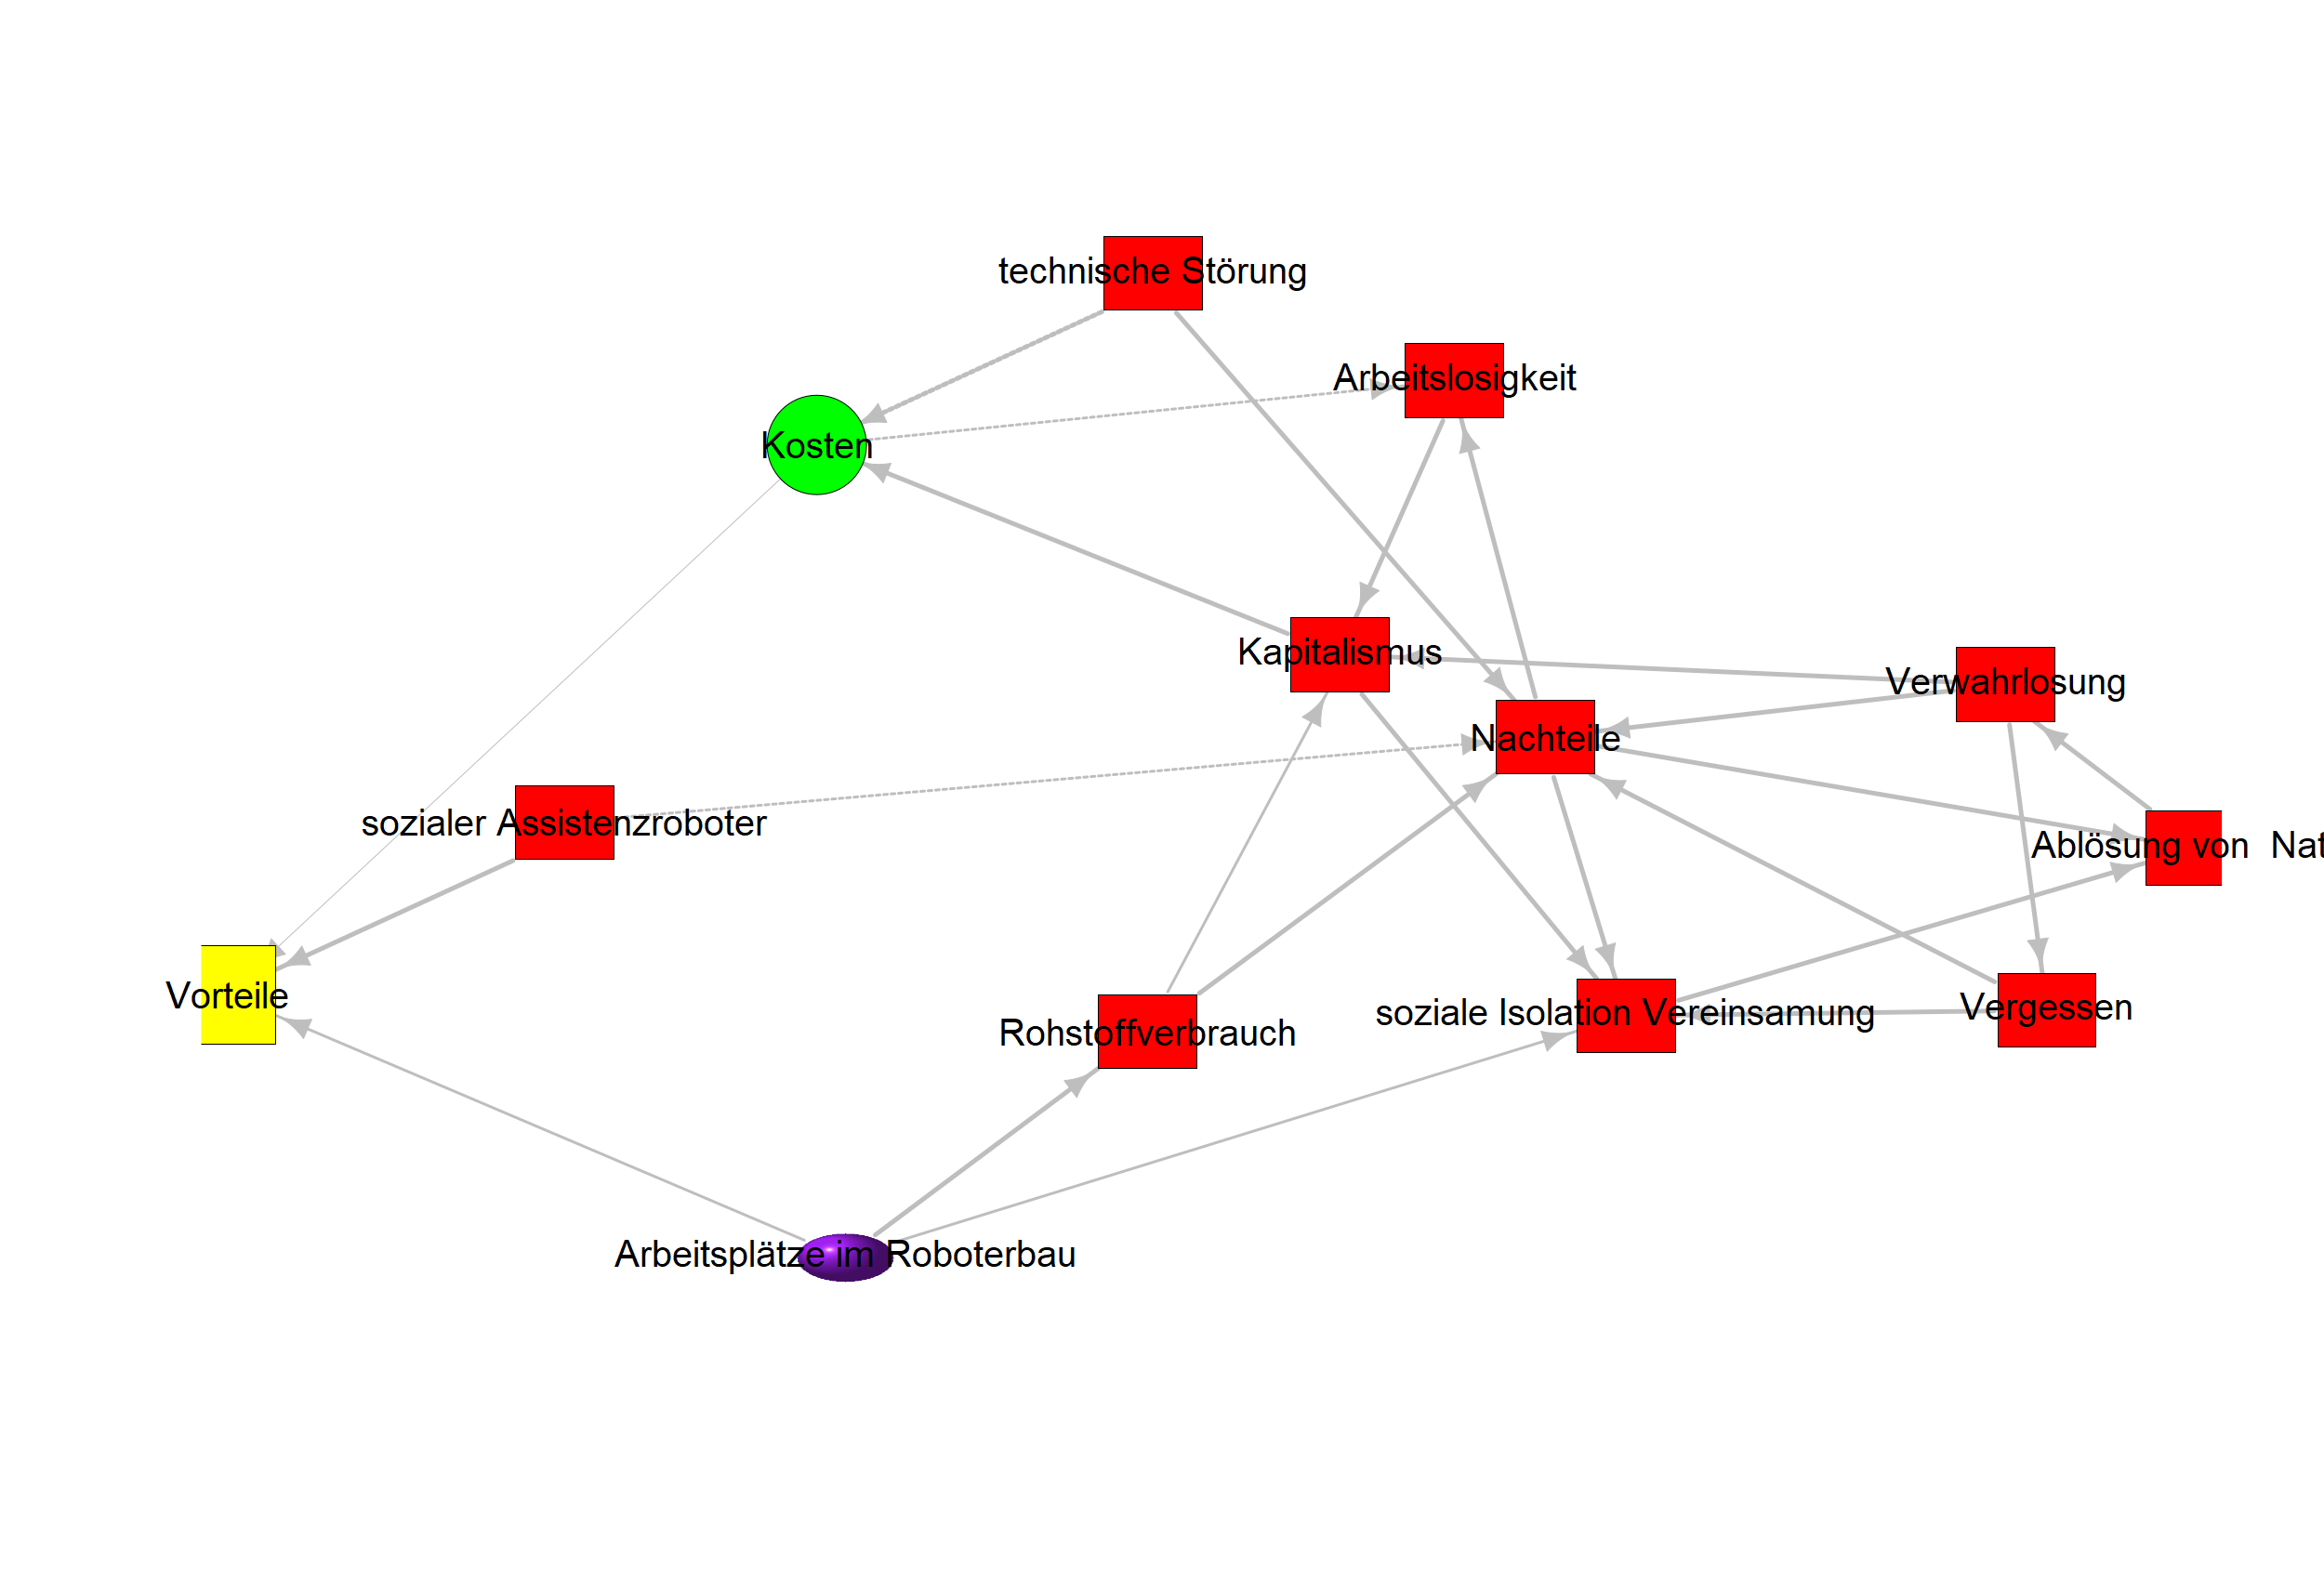 technische Störung
Arbeitslosigkeit
Kosten
Kapitalismus
Verwahrlosung
Nachteile
sozialer Assistenzroboter
Ablösung von  Nat
Vorteile
Rohstoffverbrauch
soziale Isolation Vereinsamung
Vergessen
Arbeitsplätze im Roboterbau